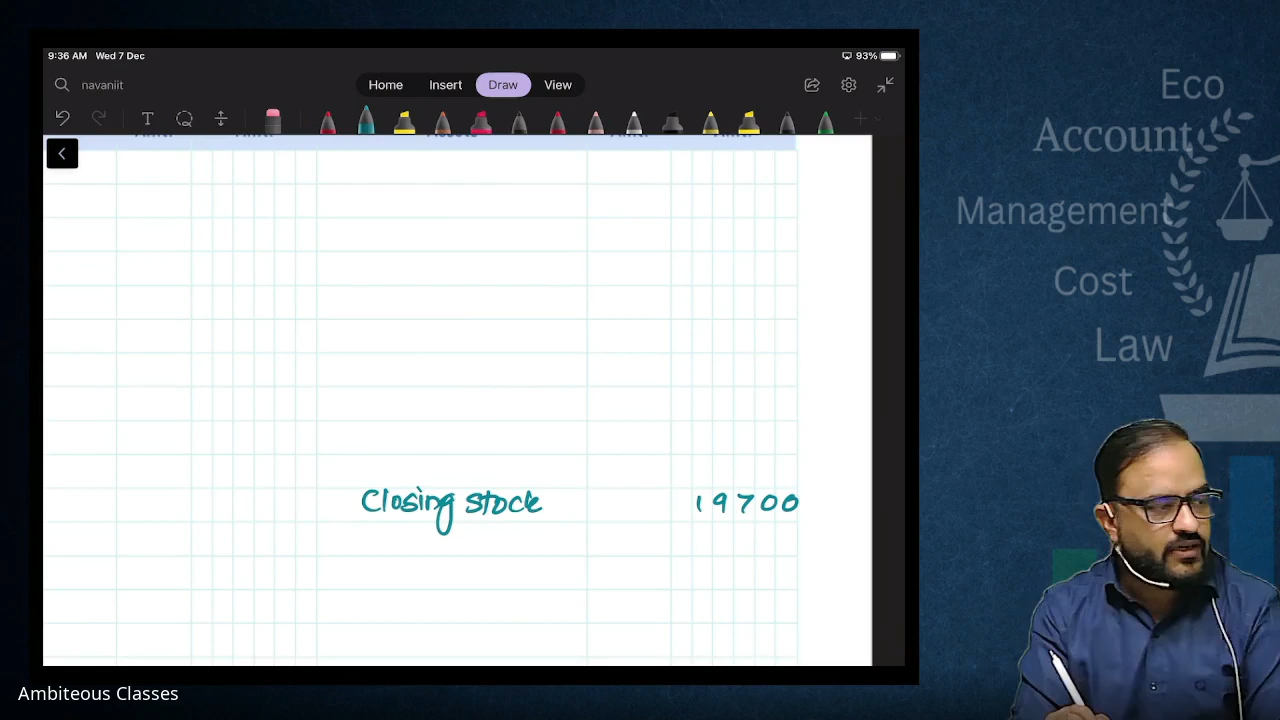 9:36 AM Wed 7 Dec
93%
navaniit
Home Insert Draw View
T
Closing stock 19700
Eco
Account
Management
Cost
Law
Ambiteous Classes